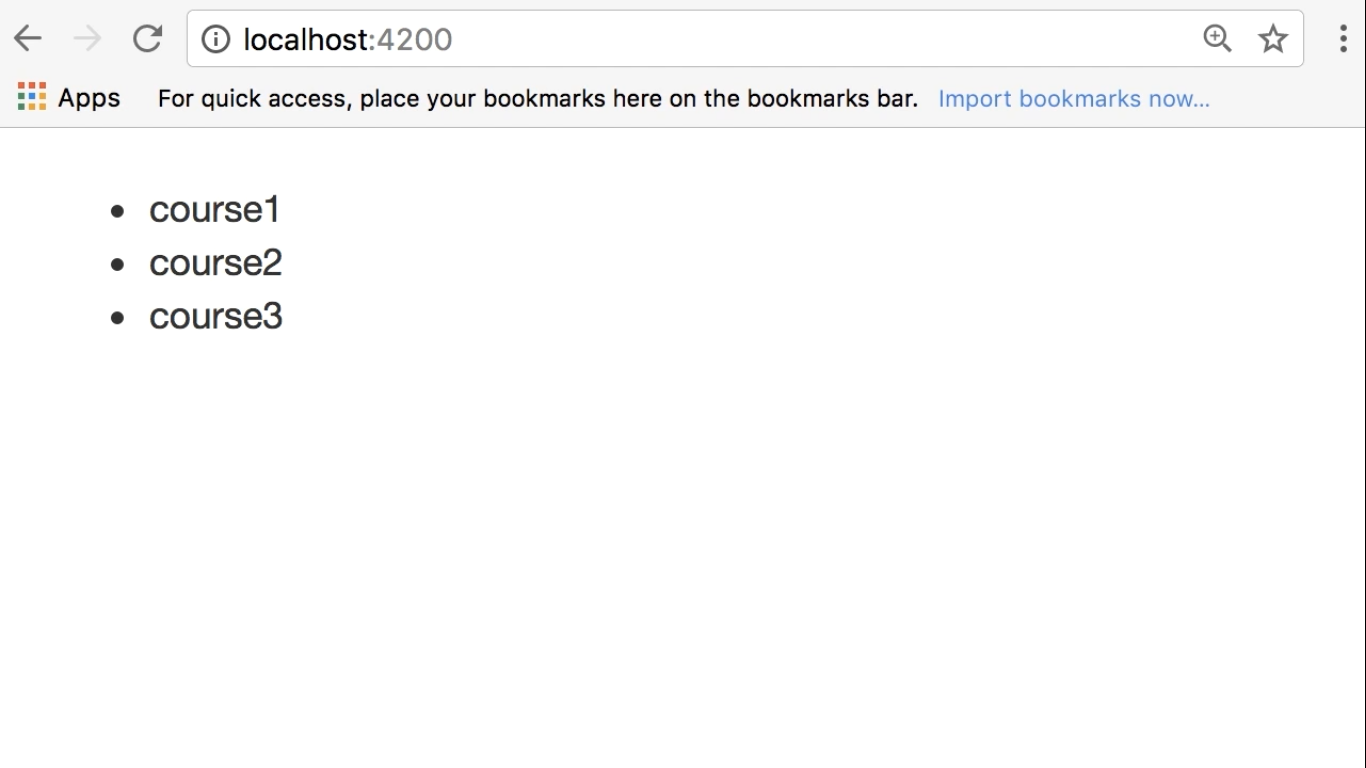 localhost:4200
Apps For quick access, place your bookmarks here on the bookmarks bar. Import bookmarks now...
course1
course2
course3